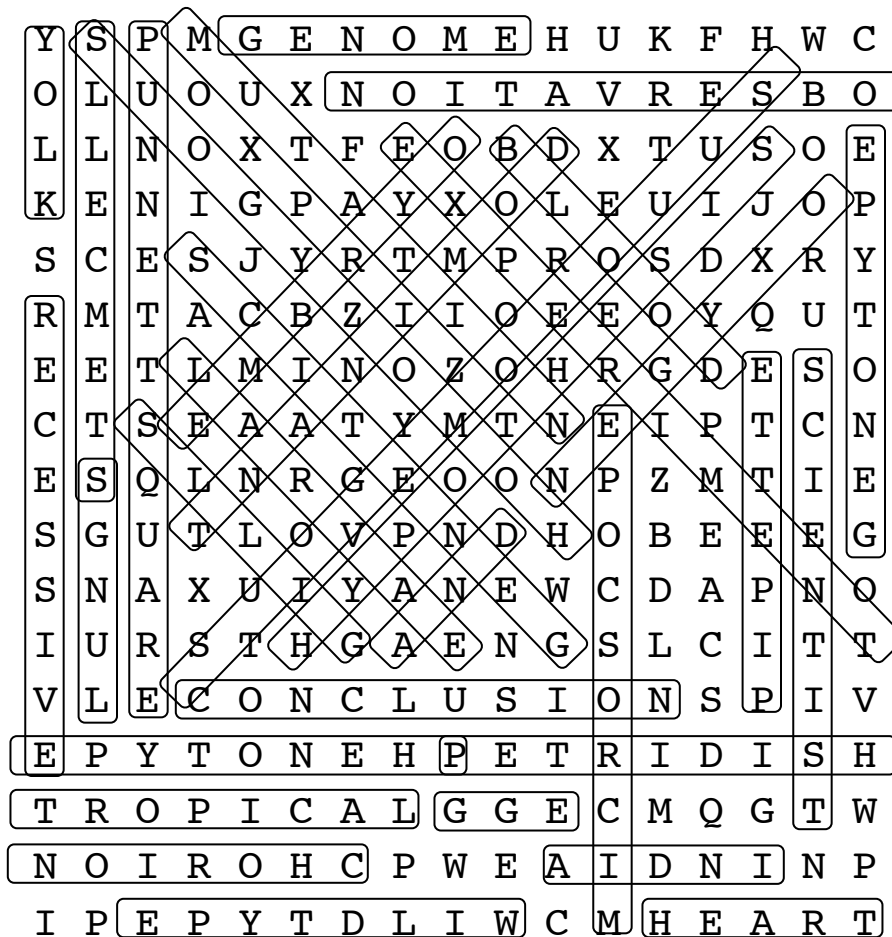 Y S P M G E N O M E H U K F H W C
O L U O U X N O I T A V R E S B O
L L N O X T F E O B D X T U S O E
K E N I G P A Y X O L E U I J O P
S C E S J Y R T M P R O S D X R Y
R M T A C B Z I I O E E O Y Q U T
E E T L M I N O Z O H R G D E S O
C T S E A A T Y M T N E I P T C N
E S Q L N R G E O O N P Z M T I E
S G U T L O V P N D H O B E E E G
S N A X U I Y A N E W C D A P N O
I U R S T H G A E N G S L C I T T
V L E C O N C L U S I O N S P I V
E P Y T O N E H P E T R I D I S H
T R O P I C A L G G E C M Q G T W
N O I R O H C P W E A I D N I N P
I P E P Y T D L I W C M H E A R T